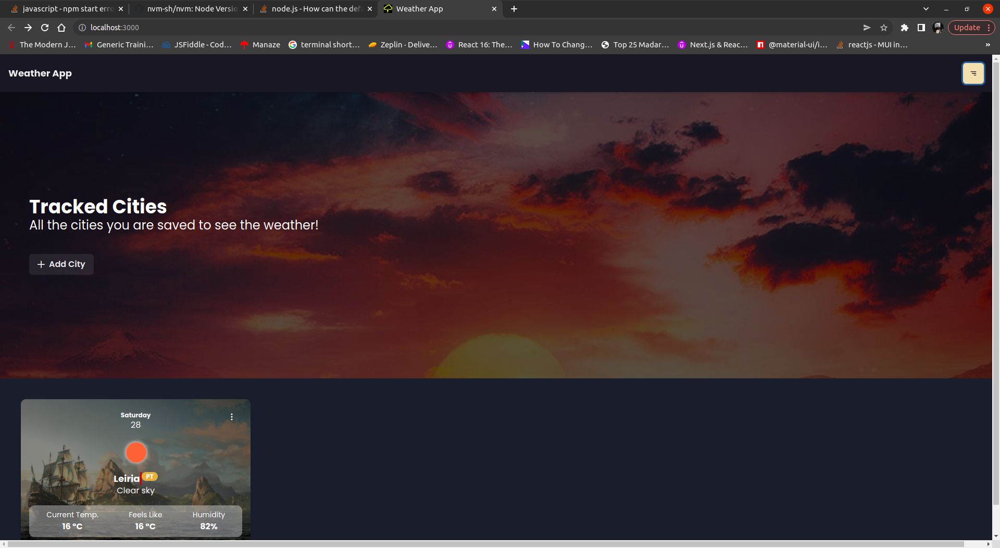 javascript - npm start erro
nvm-sh/nvm: Node Versio
node.js - How can the def
Weather App
localhost:3000
Update
The Modern J...
Generic Traini...
JSFiddle - Cod...
Manaze
terminal short...
Zeplin · Delive...
React 16: The...
How To Chang...
Top 25 Madar...
Next.js & Reac...
@material-ui/i...
reactjs - MUI in...
»
Weather App
Tracked Cities
All the cities you are saved to see the weather!
+ Add City
Saturday
28
Leiria PT
Clear sky
Current Temp. Feels Like Humidity
16 °C 16 °C 82%